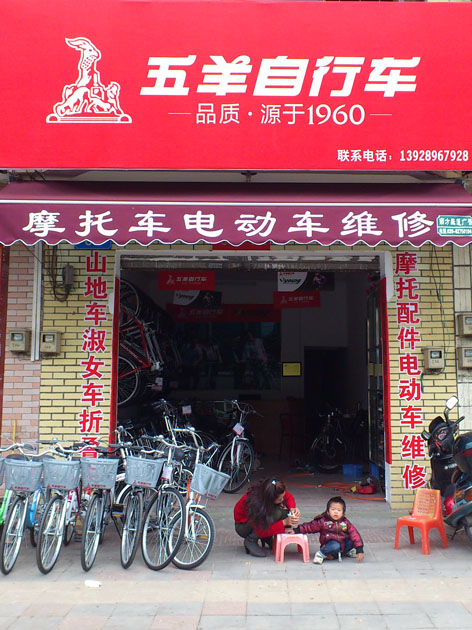 五羊自行车
品质·源于1960
联系电话：13928967928
摩托车电动车维修
山地车淑女车折叠
摩托配件电动车维修
五羊自行车